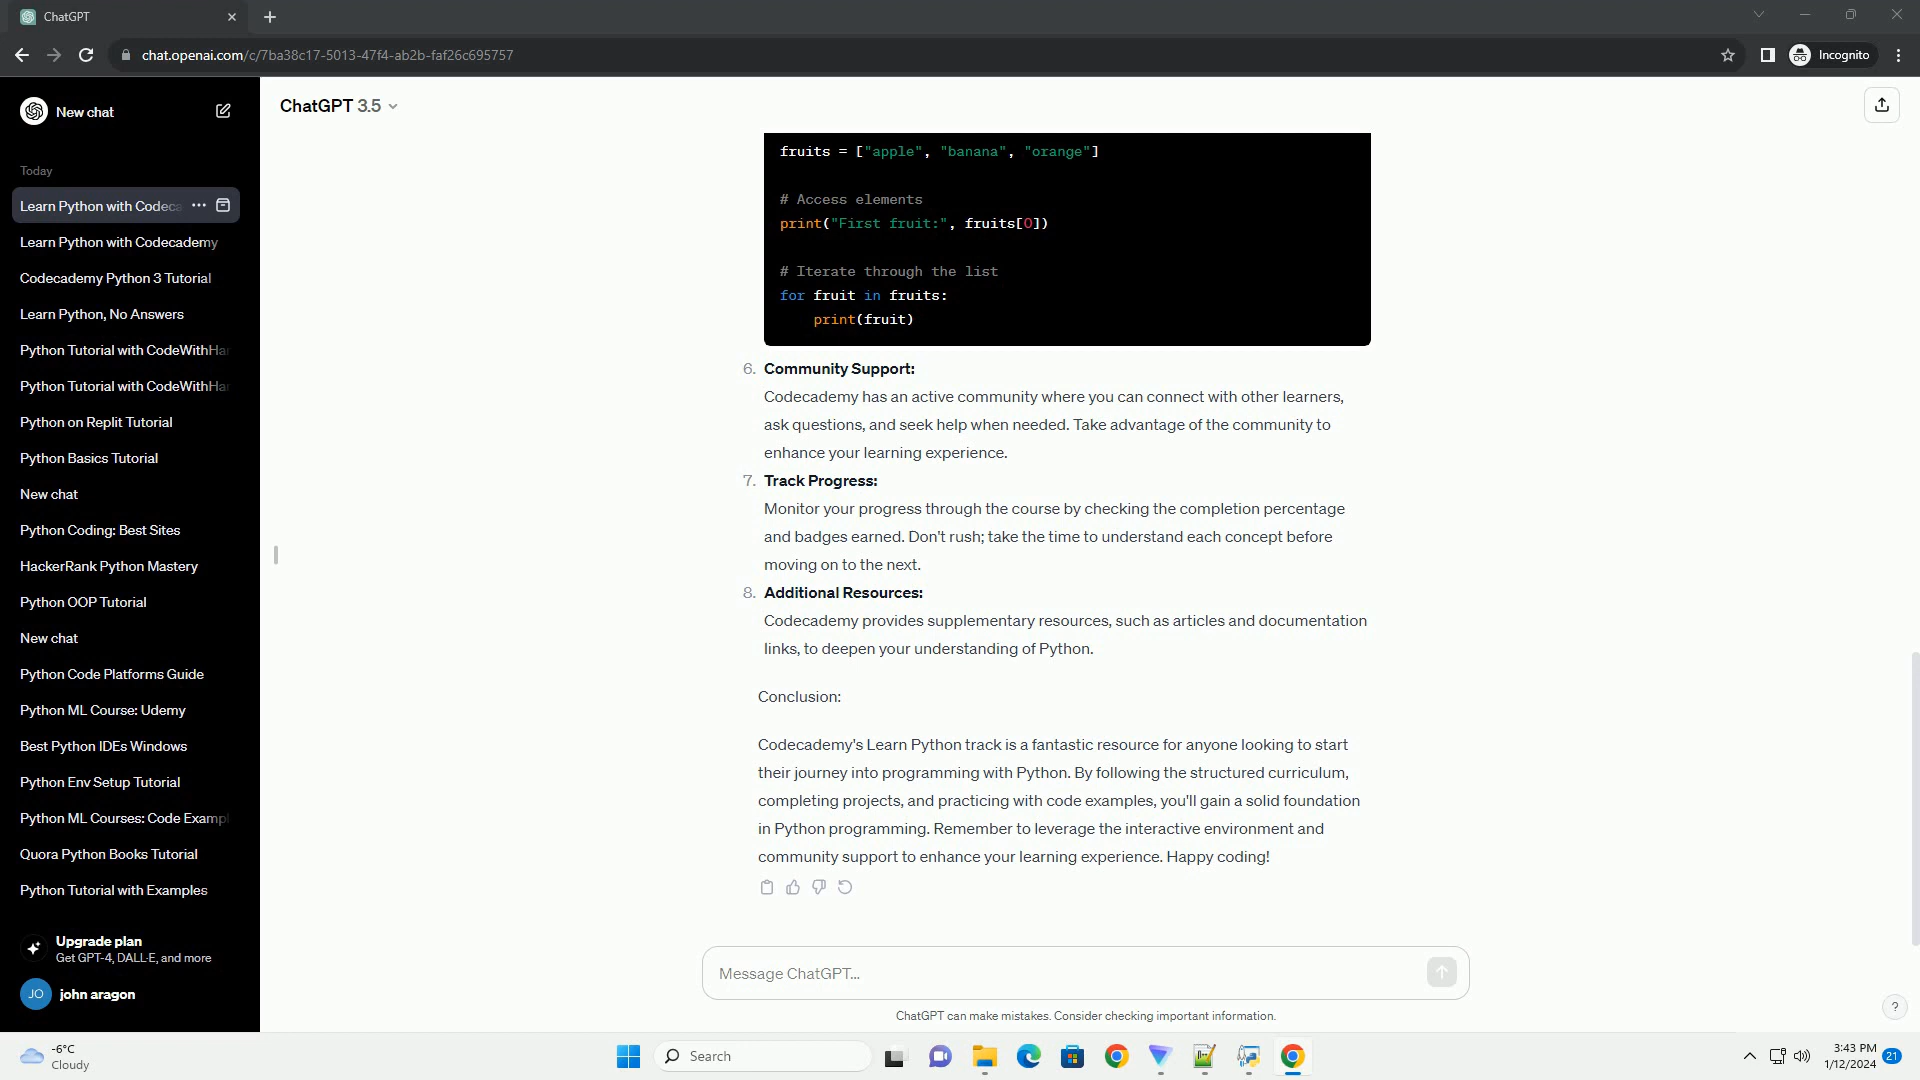 ChatGPT
chat.openai.com/c/7ba38c17-5013-47f4-ab2b-faf26c695757
Incognito
New chat
Today
Learn Python with Codeca
Learn Python with Codecademy
Codecademy Python 3 Tutorial
Learn Python, No Answers
Python Tutorial with CodeWithHar
Python Tutorial with CodeWithHar
Python on Replit Tutorial
Python Basics Tutorial
New chat
Python Coding: Best Sites
HackerRank Python Mastery
Python OOP Tutorial
New chat
Python Code Platforms Guide
Python ML Course: Udemy
Best Python IDEs Windows
Python Env Setup Tutorial
Python ML Courses: Code Exampl
Quora Python Books Tutorial
Python Tutorial with Examples
Upgrade plan
Get GPT-4, DALL·E, and more
JO john aragon
ChatGPT 3.5
fruits = ["apple", "banana", "orange"]
# Access elements
print("First fruit:", fruits[0])
# Iterate through the list
for fruit in fruits:
    print(fruit)
6. Community Support:
Codecademy has an active community where you can connect with other learners,
ask questions, and seek help when needed. Take advantage of the community to
enhance your learning experience.
7. Track Progress:
Monitor your progress through the course by checking the completion percentage
and badges earned. Don't rush; take the time to understand each concept before
moving on to the next.
8. Additional Resources:
Codecademy provides supplementary resources, such as articles and documentation
links, to deepen your understanding of Python.
Conclusion:
Codecademy's Learn Python track is a fantastic resource for anyone looking to start
their journey into programming with Python. By following the structured curriculum,
completing projects, and practicing with code examples, you'll gain a solid foundation
in Python programming. Remember to leverage the interactive environment and
community support to enhance your learning experience. Happy coding!
Message ChatGPT...
ChatGPT can make mistakes. Consider checking important information.
?
-6°C
Cloudy
Search
3:43 PM
1/12/2024
21